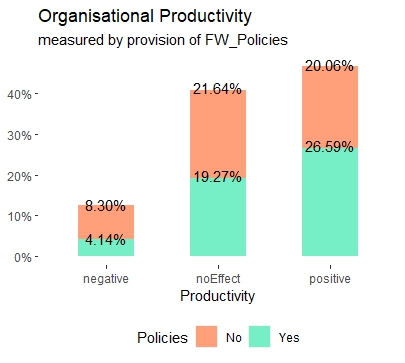 Organisational Productivity
measured by provision of FW_Policies
20.06%
21.64%
40%
30%
26.59%
20%
19.27%
8.30%
10%
4.14%
0%
negative noEffect positive
Productivity
Policies No Yes